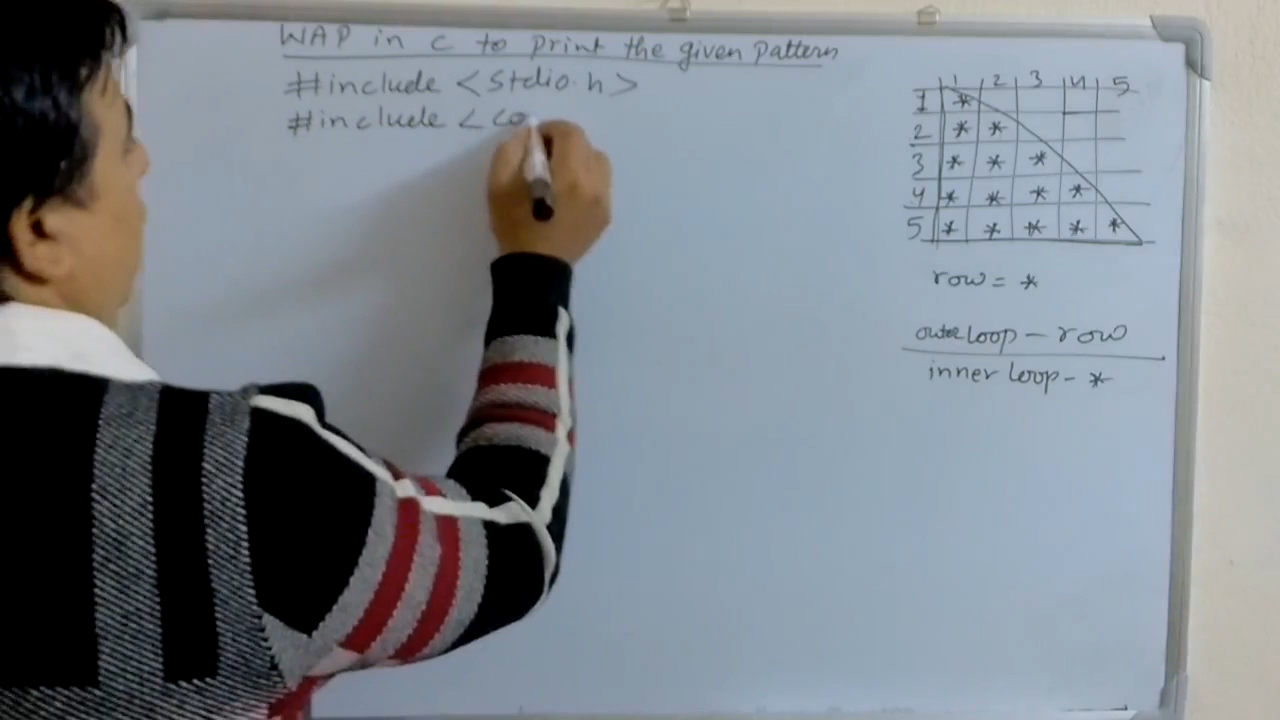 WAP in c to print the given pattern
#include <stdio.h>
#include <co
1 2 3 4 5
1 *
2 * *
3 * * *
4 * * * *
5 * * * * *
row = *
outer loop - row
inner loop - *